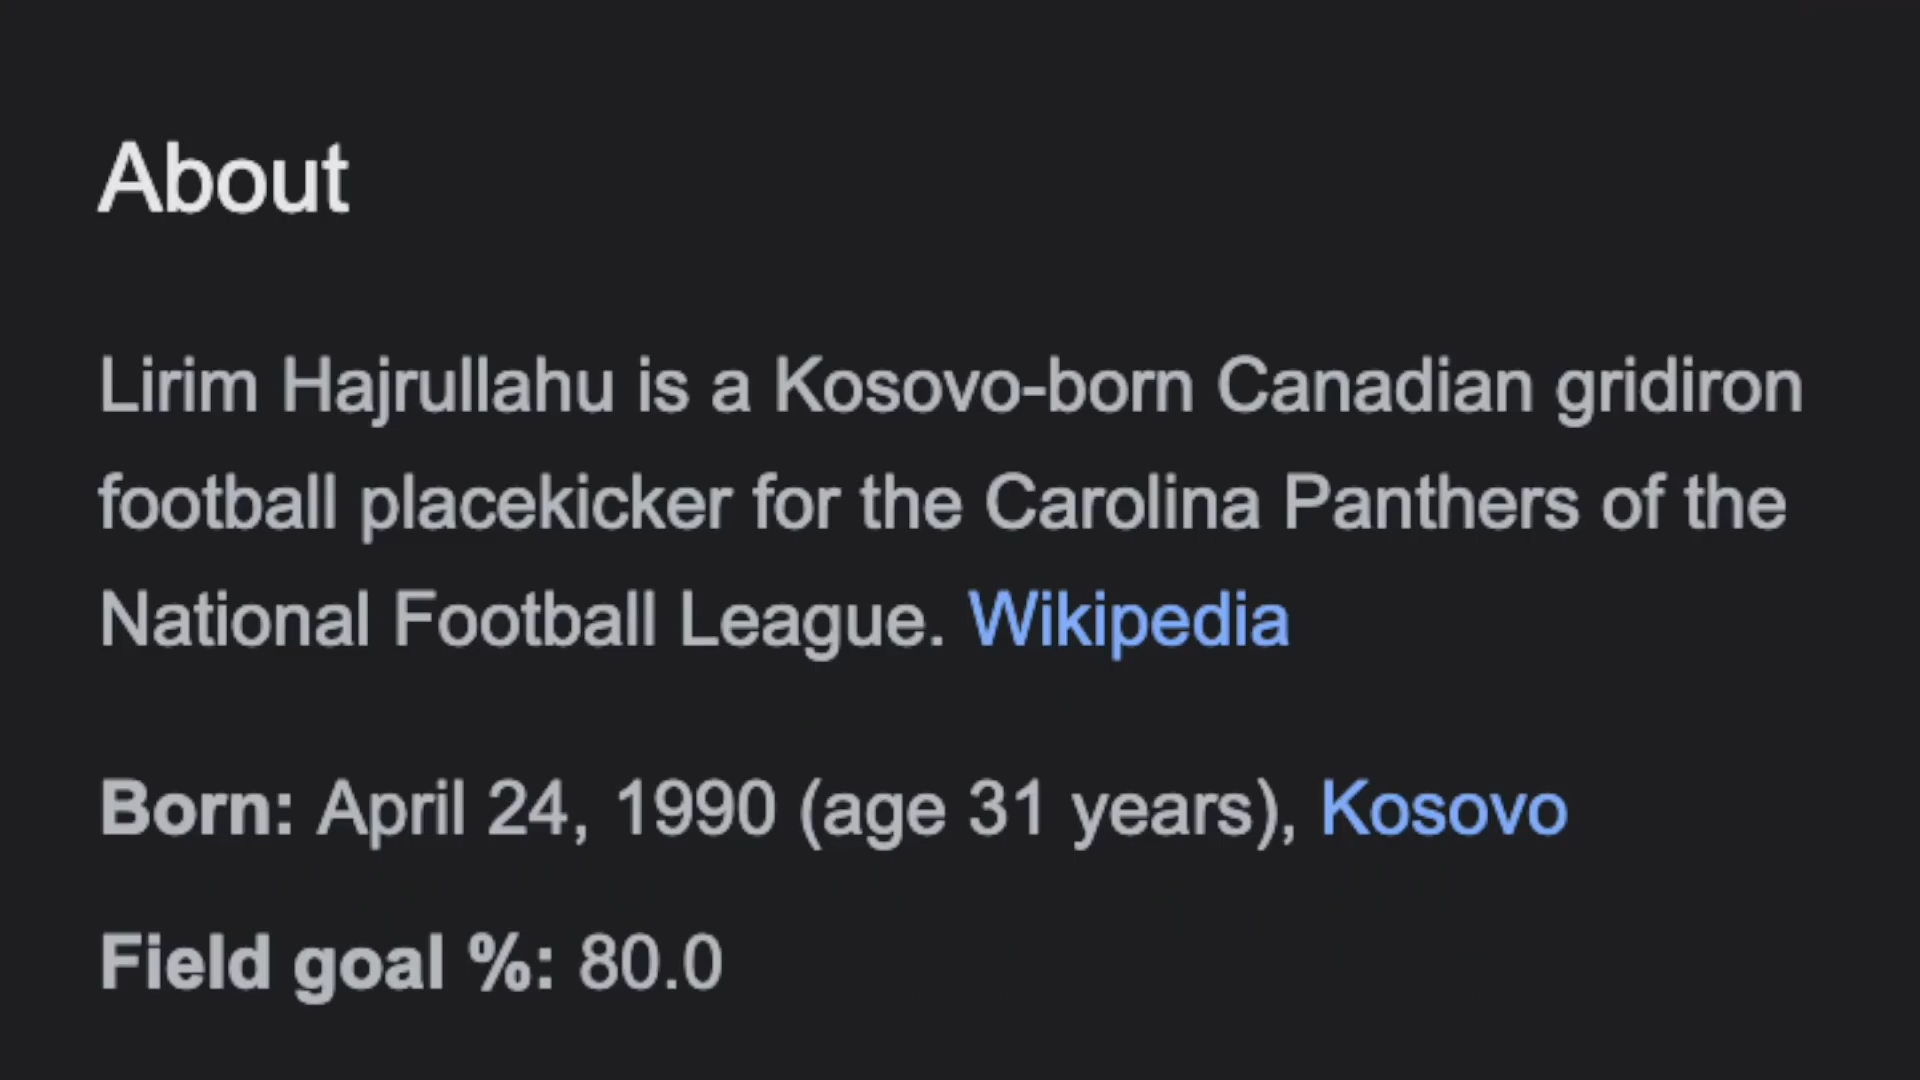 About
Lirim Hajrullahu is a Kosovo-born Canadian gridiron
football placekicker for the Carolina Panthers of the
National Football League. Wikipedia
Born: April 24, 1990 (age 31 years), Kosovo
Field goal %: 80.0